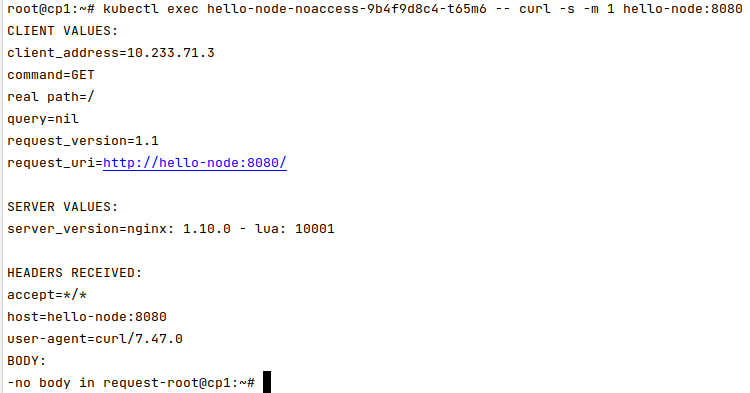 root@cp1:~# kubectl exec hello-node-noaccess-9b4f9d8c4-t65m6 -- curl -s -m 1 hello-node:8080
CLIENT VALUES:
client_address=10.233.71.3
command=GET
real path=/
query=nil
request_version=1.1
request_uri=http://hello-node:8080/
SERVER VALUES:
server_version=nginx: 1.10.0 - lua: 10001
HEADERS RECEIVED:
accept=*/*
host=hello-node:8080
user-agent=curl/7.47.0
BODY:
-no body in request-root@cp1:~#